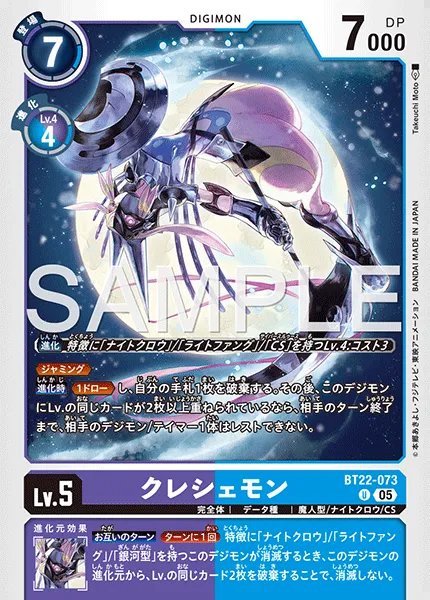 登場
7
DIGIMON
7000
DP
進化
Lv.4
4
Takeuchi Moto
SAMPLE
© 本郷あきよし・フジテレビ・東映アニメーション BANDAI MADE IN JAPAN
進化 特徴に「ナイトクロウ」/「ライトファング」/「CS」を持つLv.4:コスト3
ジャミング
進化時 1ドロー し、自分の手札1枚を破棄する。その後、このデジモン
にLv.の同じカードが2枚以上重ねられているなら、相手のターン終了
まで、相手のデジモン/テイマー1体はレストできない。
BT22-073
Lv.5
クレシェモン
U 05
完全体 | データ種 | 魔人型/ナイトクロウ/CS
進化元効果
お互いのターン ターンに1回 特徴に「ナイトクロウ」/「ライトファン
グ」/「銀河型」を持つこのデジモンが消滅するとき、このデジモンの
進化元から、Lv.の同じカード2枚を破棄することで、消滅しない。